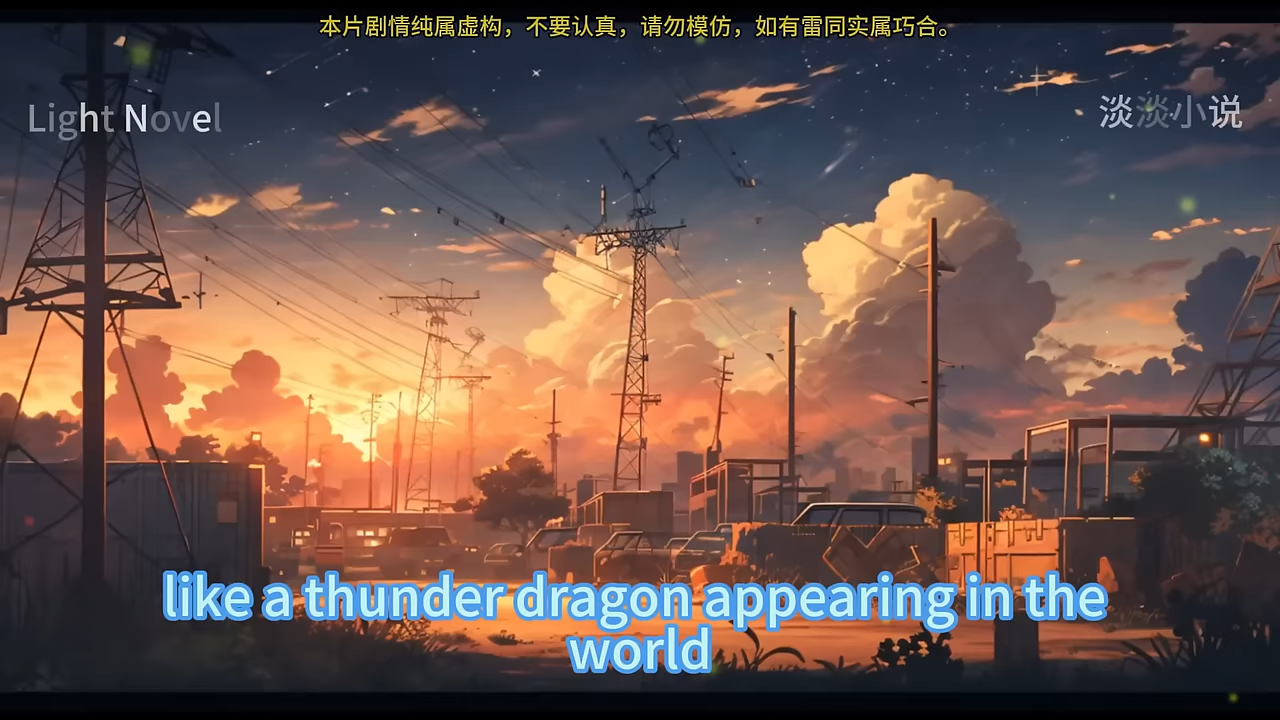 本片剧情纯属虚构，不要认真，请勿模仿，如有雷同实属巧合。
Light Novel
淡淡小说
like a thunder dragon appearing in the
world